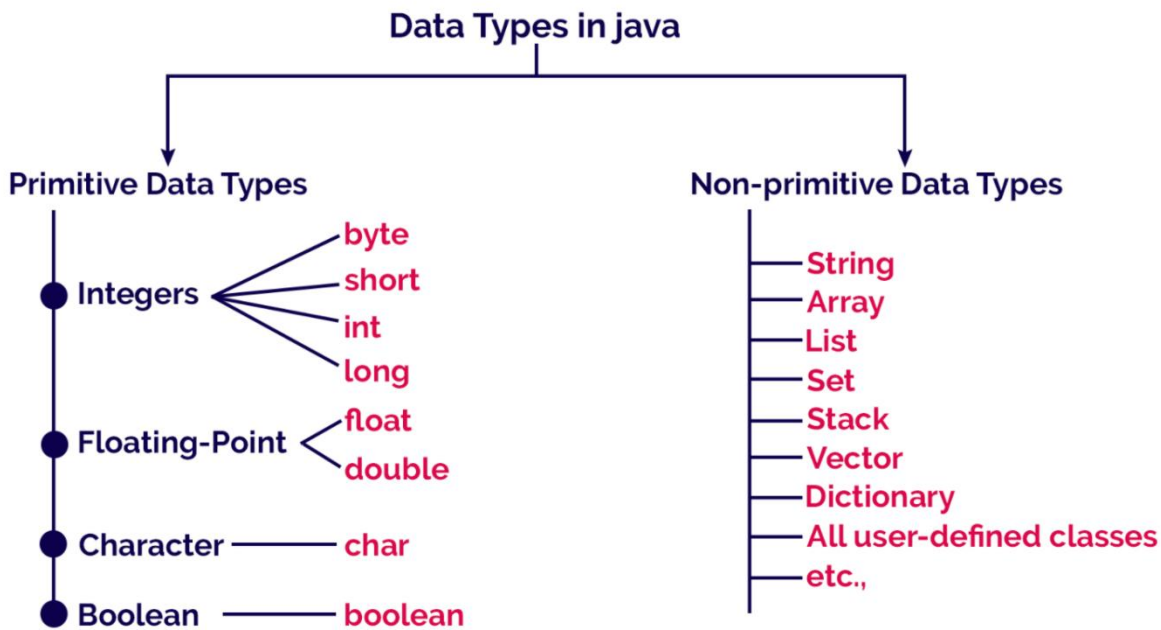 Data Types in java
Primitive Data Types
Integers
byte
short
int
long
Floating-Point
float
double
Character
char
Boolean
boolean
Non-primitive Data Types
String
Array
List
Set
Stack
Vector
Dictionary
All user-defined classes
etc.,